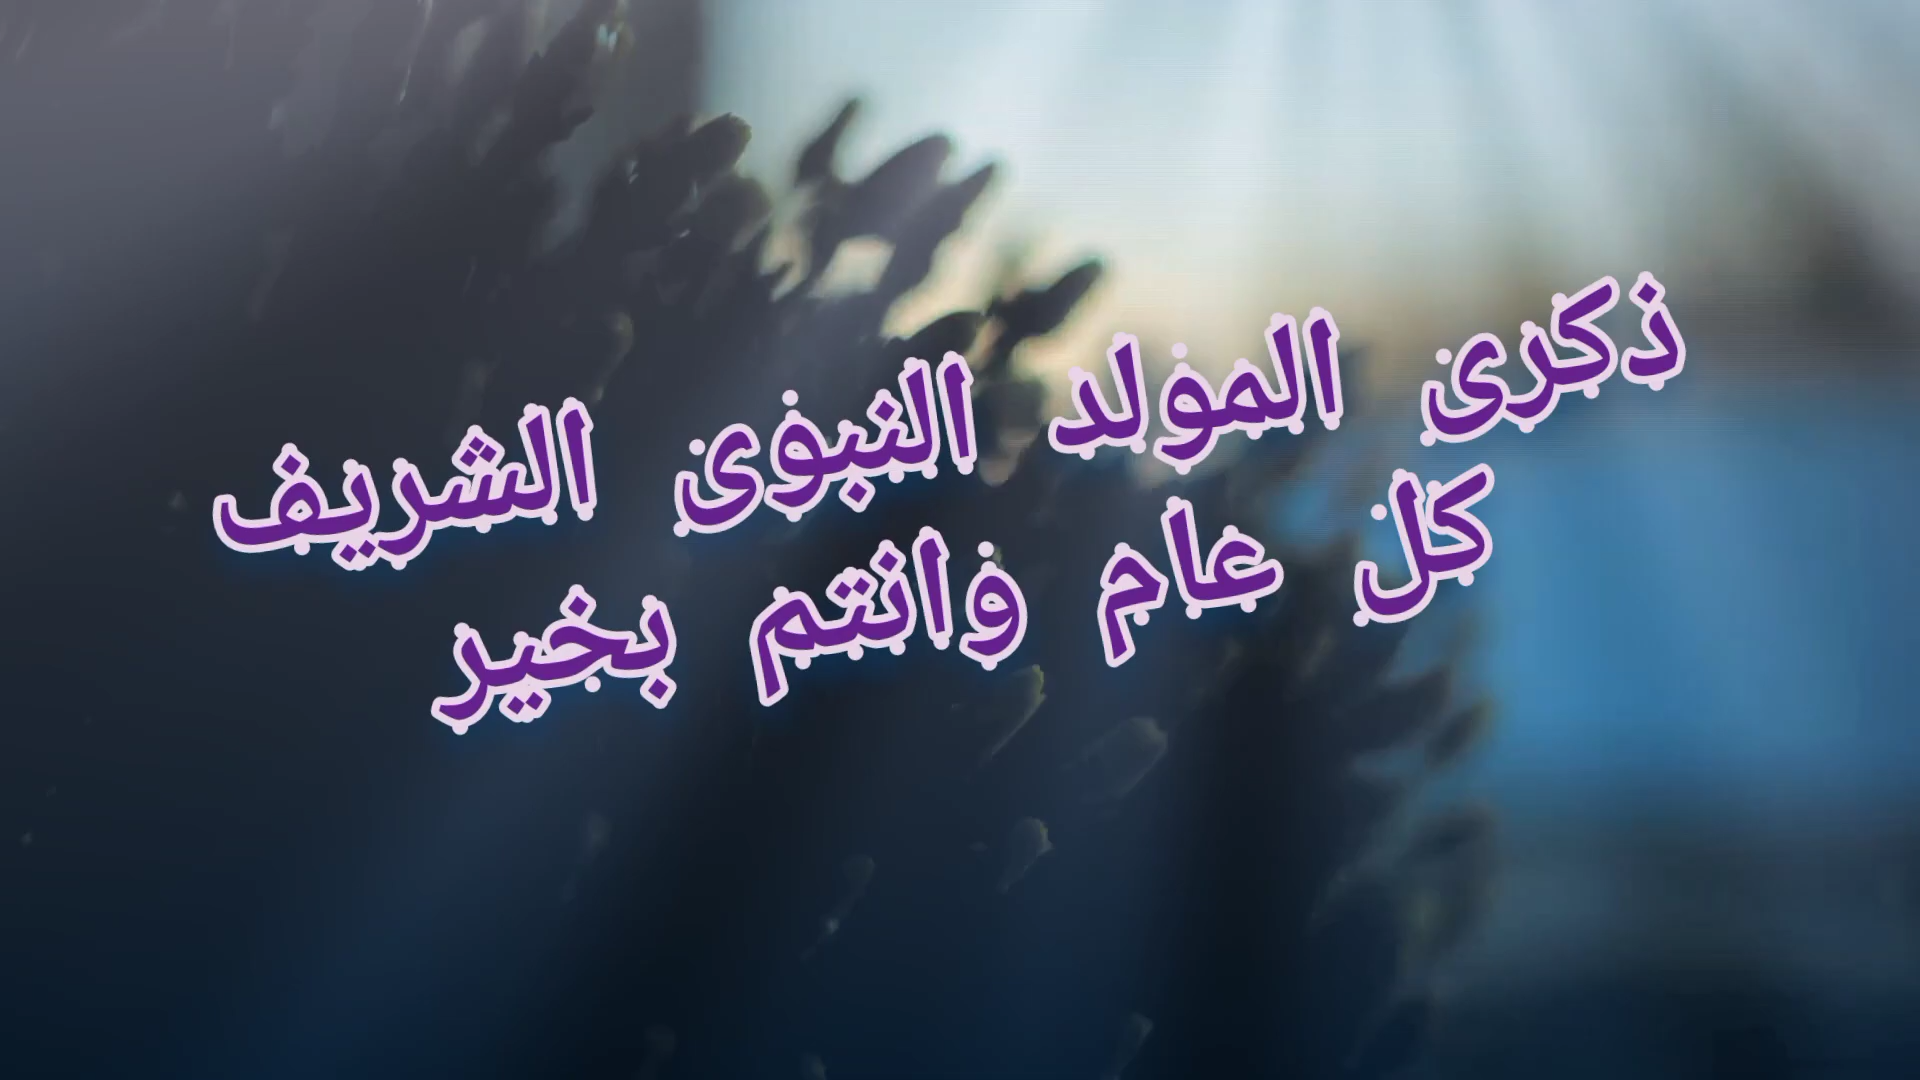 ذكرى المولد النبوى الشريف
كل عام وانتم بخير